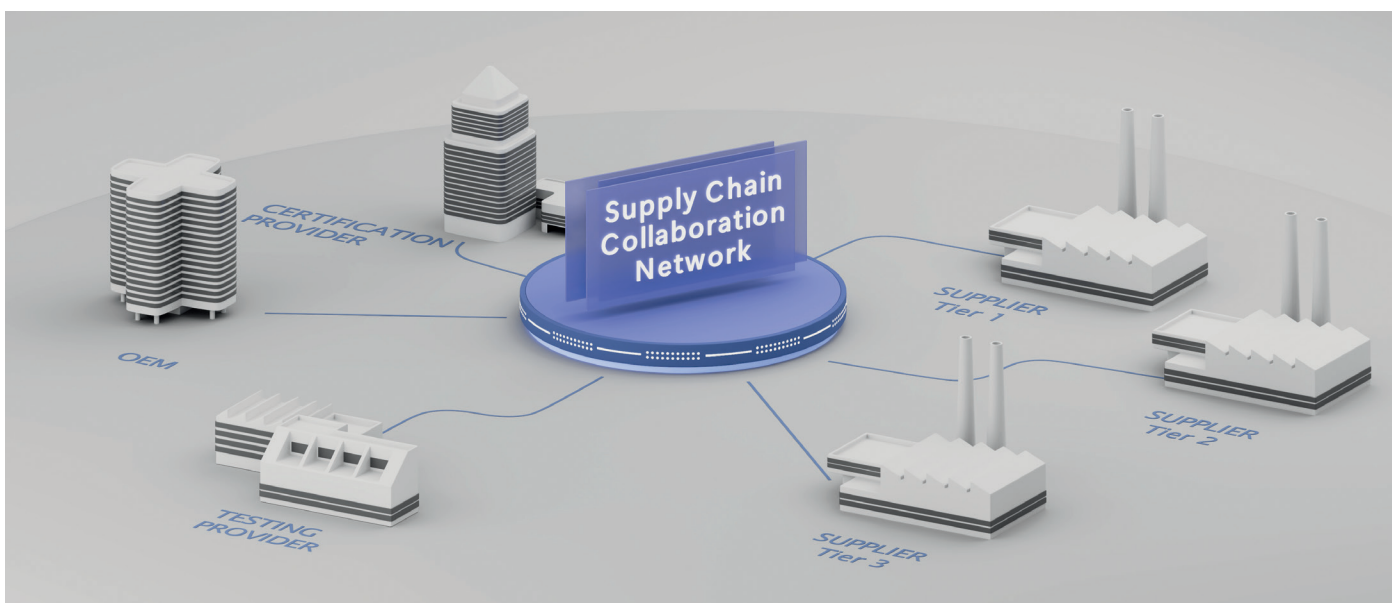 Supply Chain
Collaboration
Network
CERTIFICATION
PROVIDER
OEM
TESTING
PROVIDER
SUPPLIER
Tier 1
SUPPLIER
Tier 2
SUPPLIER
Tier 3